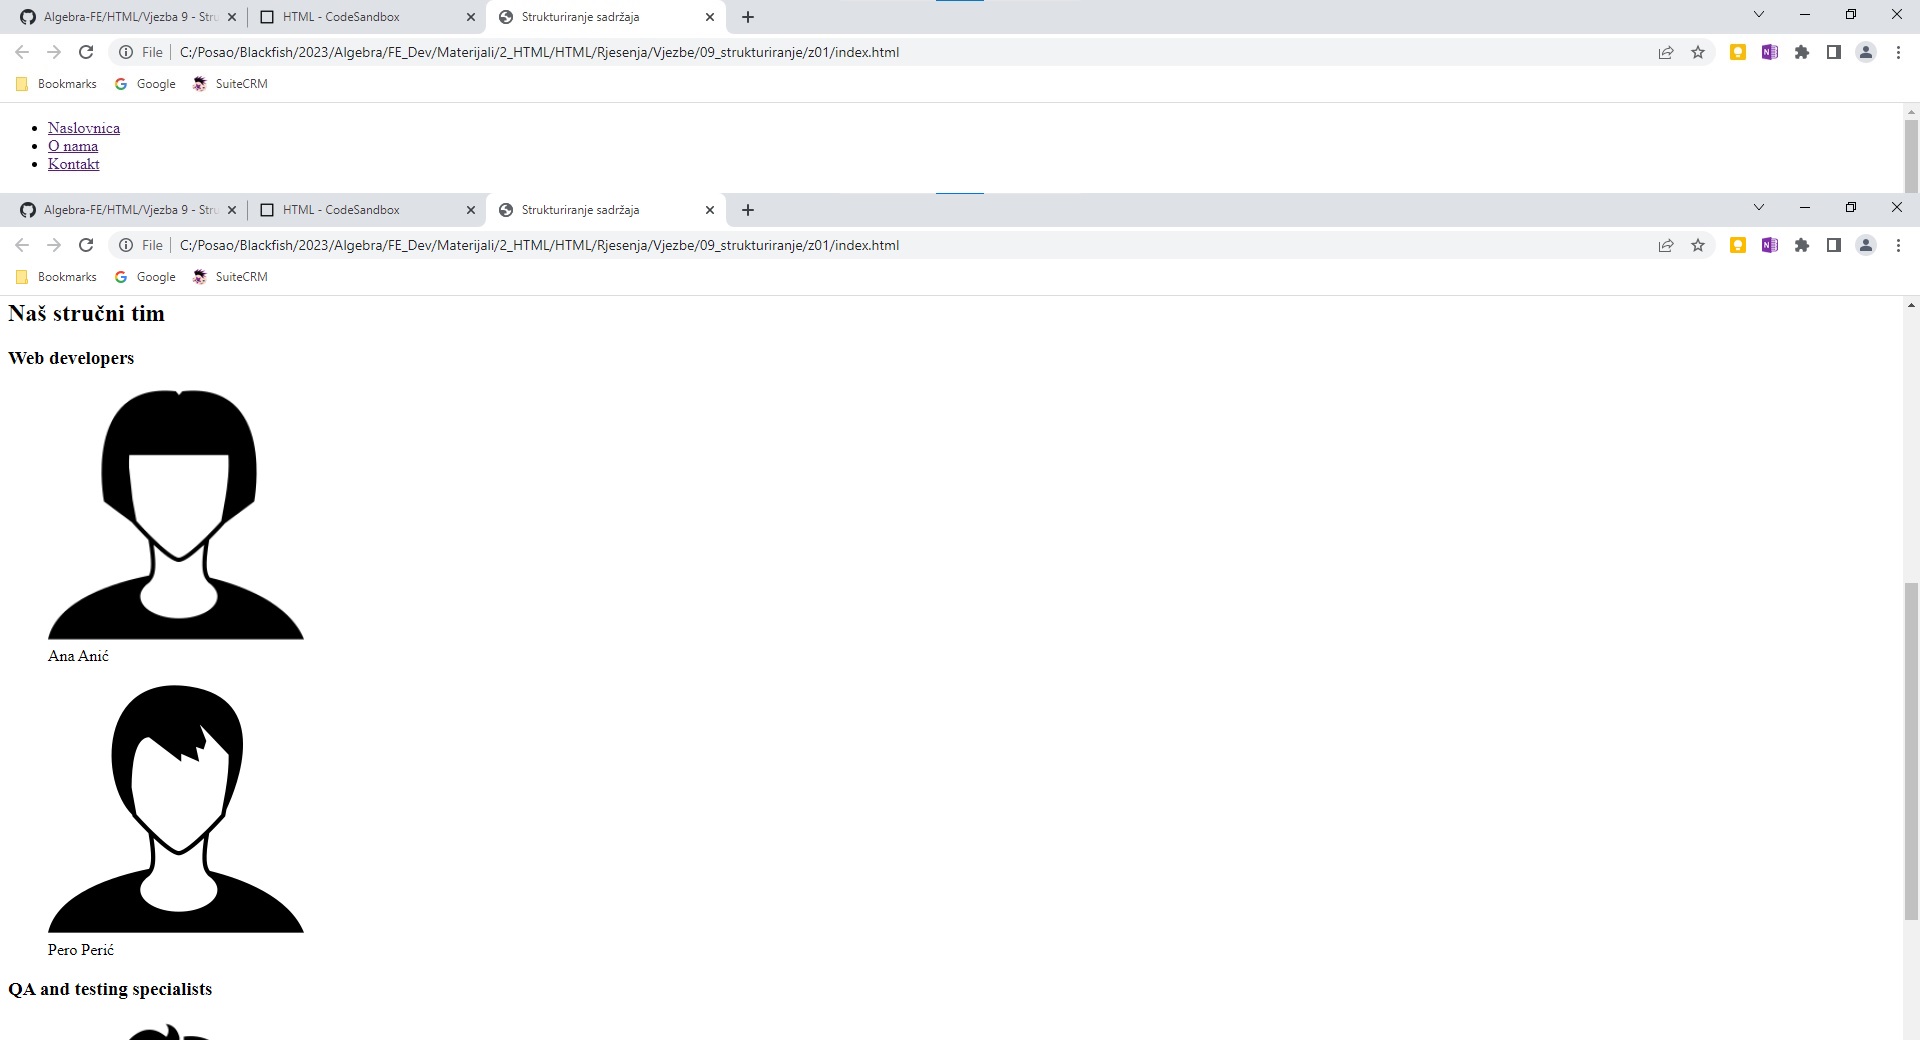 Algebra-FE/HTML/Vjezba 9 - Stru
HTML - CodeSandbox
Strukturiranje sadržaja
File
C:/Posao/Blackfish/2023/Algebra/FE_Dev/Materijali/2_HTML/HTML/Rjesenja/Vjezbe/09_strukturiranje/z01/index.html
Bookmarks
Google
SuiteCRM
Naslovnica
O nama
Kontakt
Algebra-FE/HTML/Vjezba 9 - Stru
HTML - CodeSandbox
Strukturiranje sadržaja
File
C:/Posao/Blackfish/2023/Algebra/FE_Dev/Materijali/2_HTML/HTML/Rjesenja/Vjezbe/09_strukturiranje/z01/index.html
Bookmarks
Google
SuiteCRM
Naš stručni tim
Web developers
Ana Anić
Pero Perić
QA and testing specialists